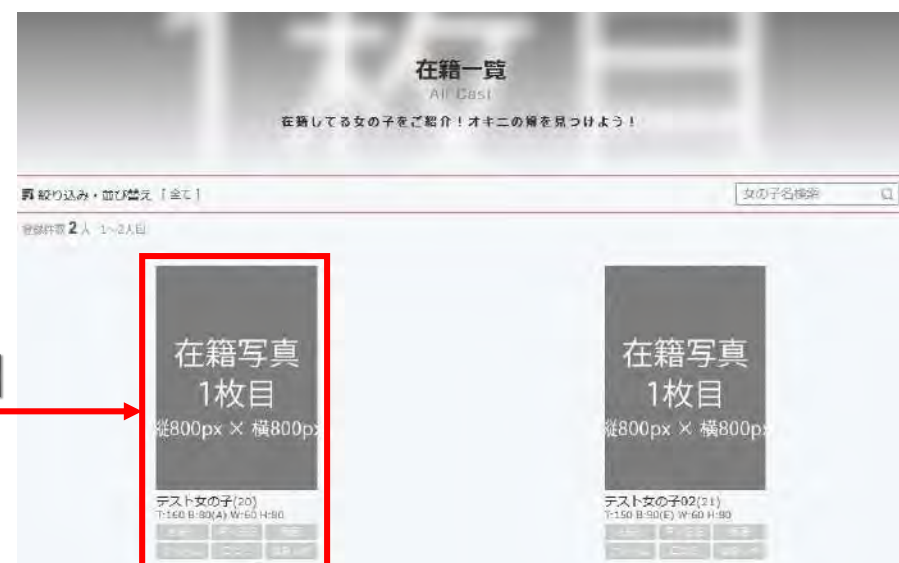 1枚目
在籍一覧
All Cast
在籍してる女の子をご紹介！オキニの嬢を見つけよう！
絞り込み・並び替え [ 全て ]
女の子名検索
登録件数 2人 1～2人目
在籍写真
1枚目
縦800px × 横800px
テスト女の子(20)
T:160 B:80(A) W:60 H:80
在籍写真
1枚目
縦800px × 横800p
テスト女の子02(21)
T:150 B:90(E) W:60 H:80